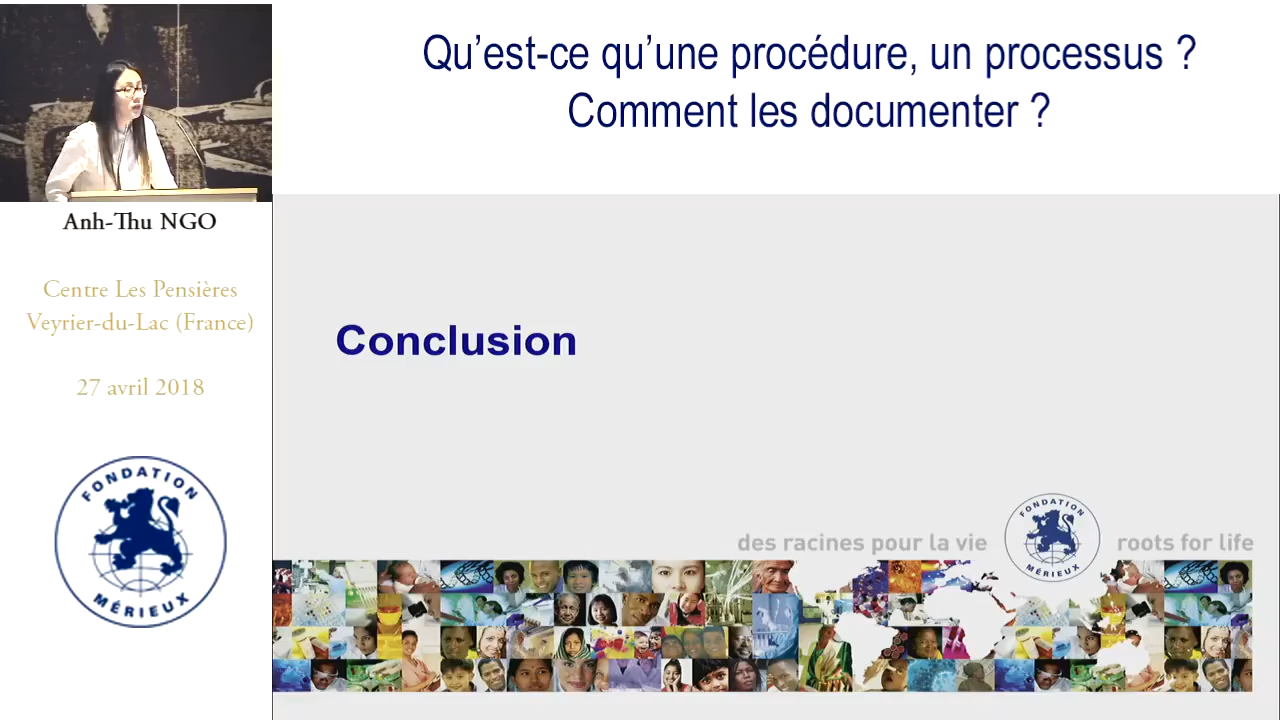 Qu’est-ce qu’une procédure, un processus ?
Comment les documenter ?
Anh-Thu NGO
Centre Les Pensières
Veyrier-du-Lac (France)
27 avril 2018
FONDATION
MÉRIEUX
Conclusion
des racines pour la vie
FONDATION
MÉRIEUX
roots for life